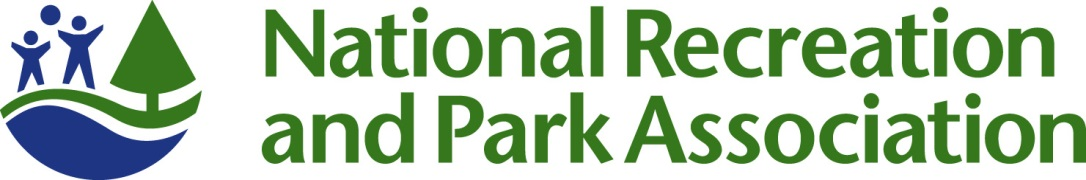 National Recreation
and Park Association